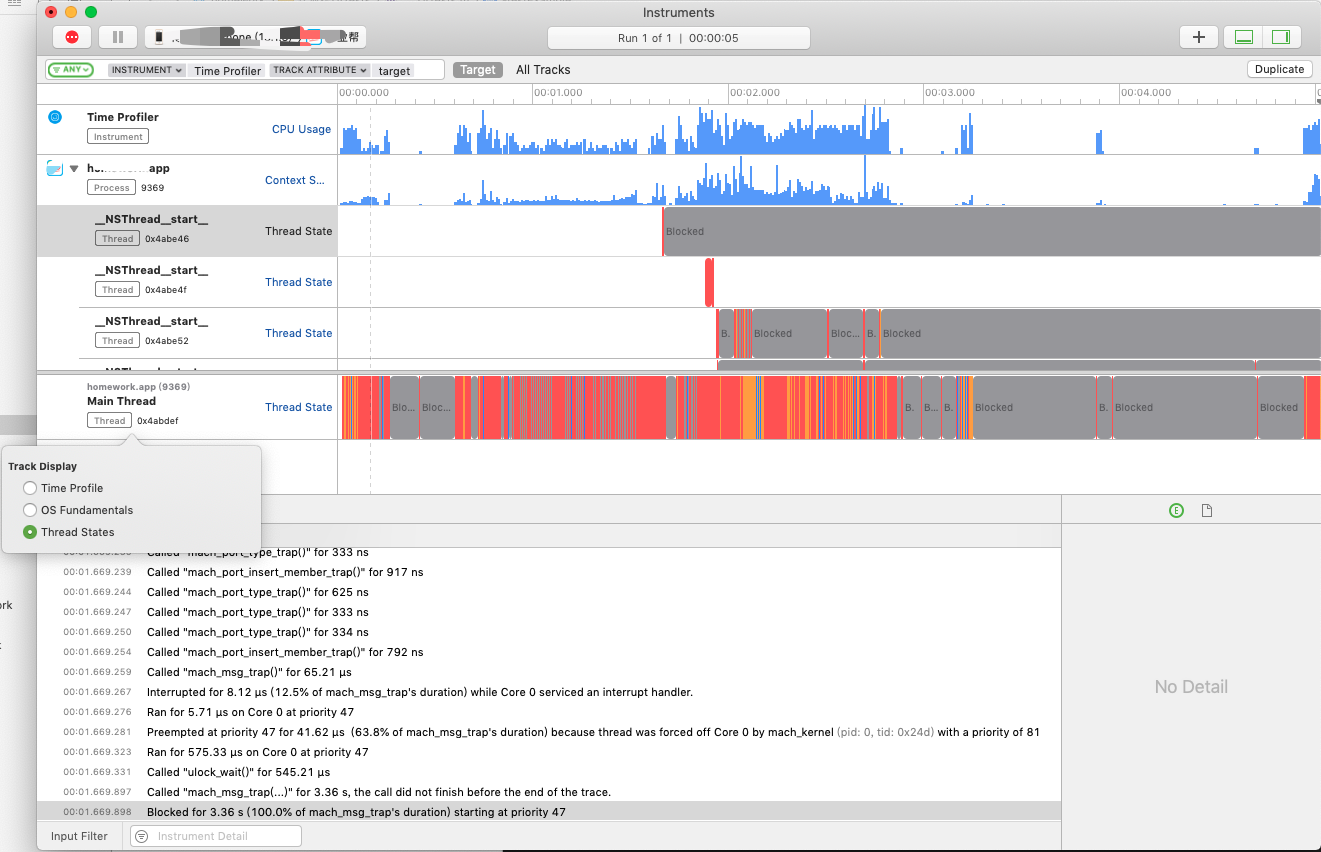 Instruments
Run 1 of 1 | 00:00:05
ANY INSTRUMENT Time Profiler TRACK ATTRIBUTE target Target All Tracks Duplicate
00:00.000 00:01.000 00:02.000 00:03.000 00:04.000
Time Profiler
Instrument
CPU Usage
app
Process 9369
Context S...
__NSThread__start__
Thread 0x4abe46
Thread State
Blocked
__NSThread__start__
Thread 0x4abe4f
Thread State
__NSThread__start__
Thread 0x4abe52
Thread State
B. Blocked Bloc... B. Blocked
homework.app (9369)
Main Thread
Thread 0x4abdef
Thread State
Blo... Bloc... B. B... B. Blocked B. Blocked Blocked
Track Display
Time Profile
OS Fundamentals
Thread States
Called "mach_port_type_trap()" for 333 ns
00:01.669.239 Called "mach_port_insert_member_trap()" for 917 ns
00:01.669.244 Called "mach_port_type_trap()" for 625 ns
00:01.669.247 Called "mach_port_type_trap()" for 333 ns
00:01.669.250 Called "mach_port_type_trap()" for 334 ns
00:01.669.254 Called "mach_port_insert_member_trap()" for 792 ns
00:01.669.259 Called "mach_msg_trap()" for 65.21 µs
00:01.669.267 Interrupted for 8.12 µs (12.5% of mach_msg_trap's duration) while Core 0 serviced an interrupt handler.
00:01.669.276 Ran for 5.71 µs on Core 0 at priority 47
00:01.669.281 Preempted at priority 47 for 41.62 µs (63.8% of mach_msg_trap's duration) because thread was forced off Core 0 by mach_kernel (pid: 0, tid: 0x24d) with a priority of 81
00:01.669.323 Ran for 575.33 µs on Core 0 at priority 47
00:01.669.331 Called "ulock_wait()" for 545.21 µs
00:01.669.897 Called "mach_msg_trap(...)" for 3.36 s, the call did not finish before the end of the trace.
00:01.669.898 Blocked for 3.36 s (100.0% of mach_msg_trap's duration) starting at priority 47
No Detail
Input Filter Instrument Detail